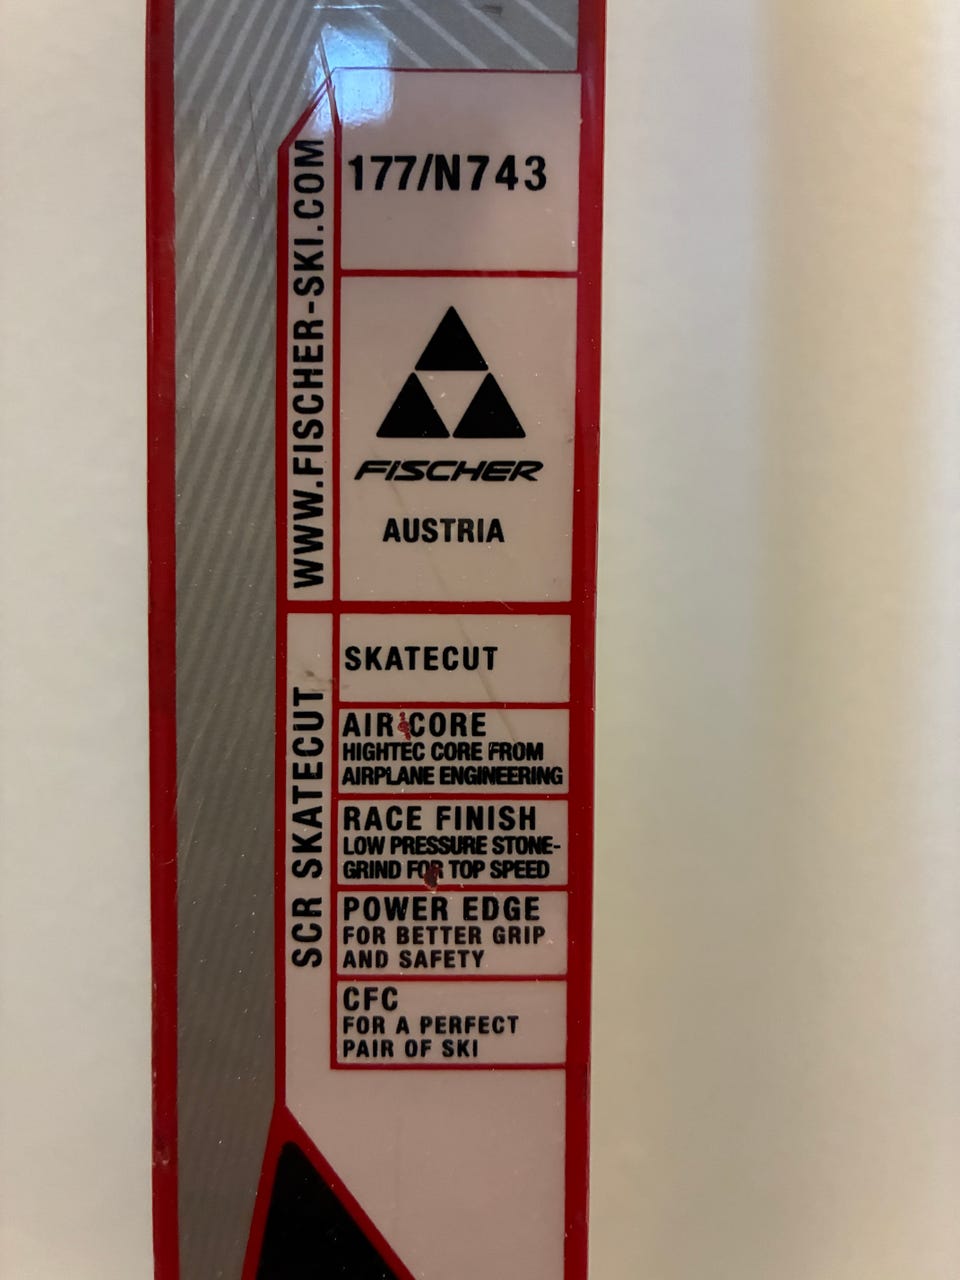 177/N743
WWW.FISCHER-SKI.COM
FISCHER
AUSTRIA
SCR SKATECUT
SKATECUT
AIR CORE
HIGHTEC CORE FROM
AIRPLANE ENGINEERING
RACE FINISH
LOW PRESSURE STONE-
GRIND FOR TOP SPEED
POWER EDGE
FOR BETTER GRIP
AND SAFETY
CFC
FOR A PERFECT
PAIR OF SKI